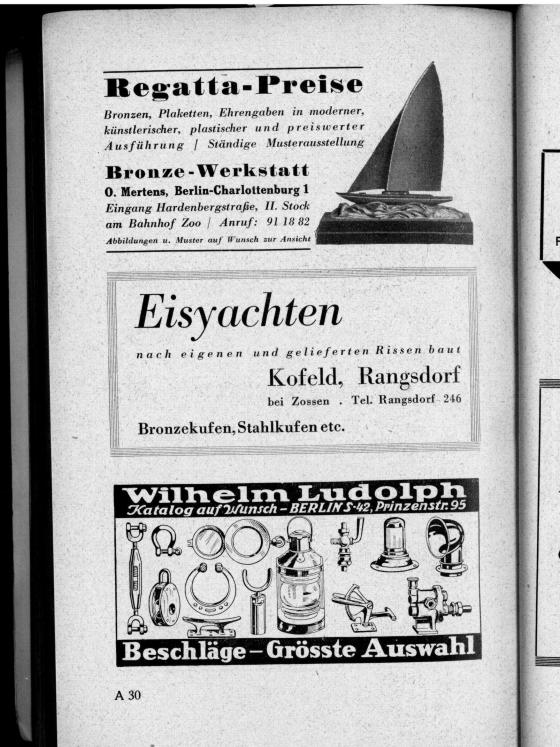 Regatta-Preise
Bronzen, Plaketten, Ehrengaben in moderner,
künstlerischer, plastischer und preiswerter
Ausführung | Ständige Musterausstellung
Bronze-Werkstatt
O. Mertens, Berlin-Charlottenburg 1
Eingang Hardenbergstraße, II. Stock
am Bahnhof Zoo | Anruf: 91 18 82
Abbildungen u. Muster auf Wunsch zur Ansicht
Eisyachten
nach eigenen und gelieferten Rissen baut
Kofeld, Rangsdorf
bei Zossen . Tel. Rangsdorf 246
Bronzekufen, Stahlkufen etc.
Wilhelm Ludolph
Katalog auf Wunsch – BERLIN S·42, Prinzenstr. 95
Beschläge – Grösste Auswahl
A 30